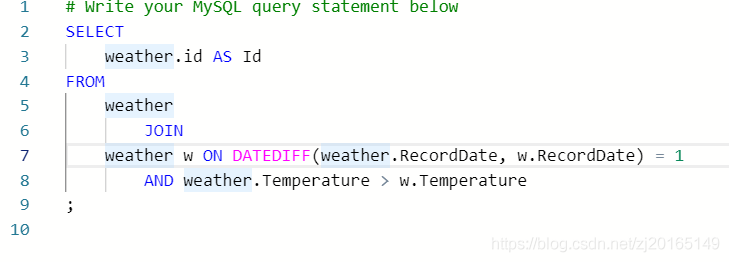 1 # Write your MySQL query statement below
2 SELECT
3 weather.id AS Id
4 FROM
5 weather
6 JOIN
7 weather w ON DATEDIFF(weather.RecordDate, w.RecordDate) = 1
8 AND weather.Temperature > w.Temperature
9 ;
10
https://blog.csdn.net/zj20165149